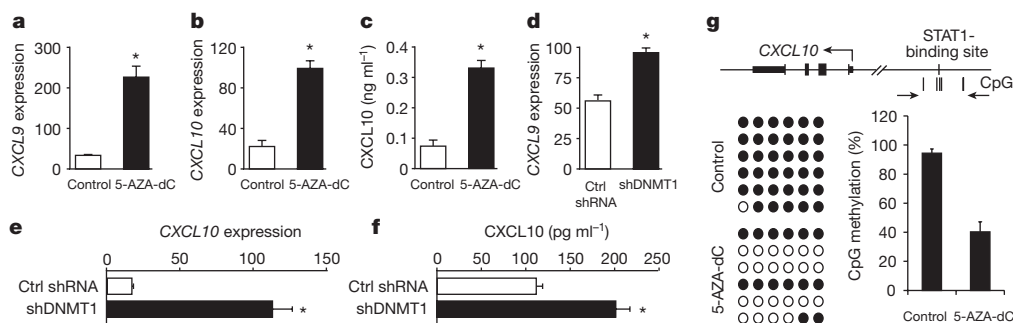 a
CXCL9 expression
300
200
100
0
Control 5-AZA-dC
*
b
CXCL10 expression
120
80
40
0
Control 5-AZA-dC
*
c
CXCL10 (ng ml⁻¹)
0.4
0.3
0.2
0.1
0
Control 5-AZA-dC
*
d
CXCL9 expression
100
75
50
25
0
Ctrl shRNA
shDNMT1
*
e
CXCL10 expression
0 50 100 150
Ctrl shRNA
shDNMT1
*
f
CXCL10 (pg ml⁻¹)
0 50 100 150 200 250
Ctrl shRNA
shDNMT1
*
g
CXCL10
STAT1-
binding site
CpG
Control
5-AZA-dC
CpG methylation (%)
120
100
80
60
40
20
0
Control 5-AZA-dC